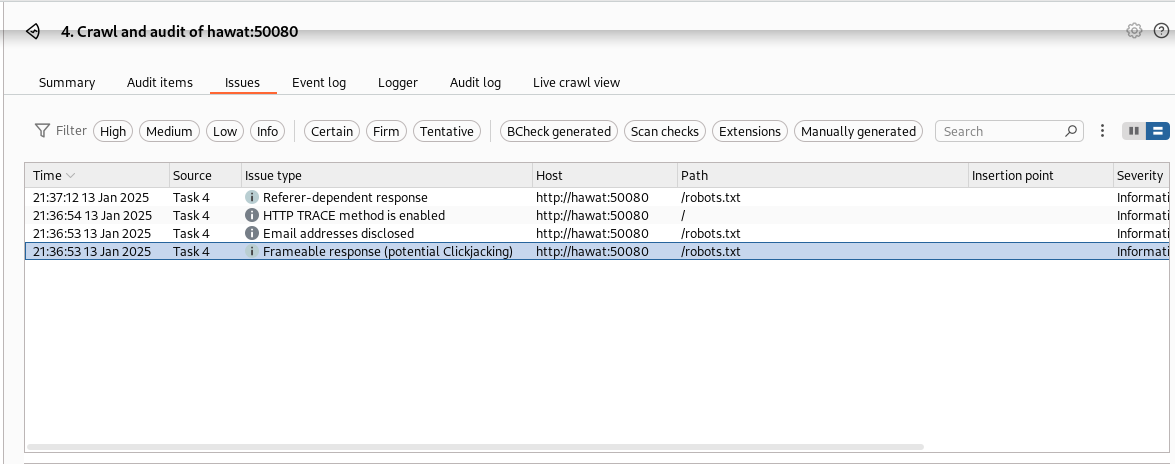 4. Crawl and audit of hawat:50080
Summary Audit items Issues Event log Logger Audit log Live crawl view
Filter High Medium Low Info Certain Firm Tentative BCheck generated Scan checks Extensions Manually generated Search
Time Source Issue type Host Path Insertion point Severity
21:37:12 13 Jan 2025 Task 4 Referer-dependent response http://hawat:50080 /robots.txt Informati
21:36:54 13 Jan 2025 Task 4 HTTP TRACE method is enabled http://hawat:50080 / Informati
21:36:53 13 Jan 2025 Task 4 Email addresses disclosed http://hawat:50080 /robots.txt Informati
21:36:53 13 Jan 2025 Task 4 Frameable response (potential Clickjacking) http://hawat:50080 /robots.txt Informati